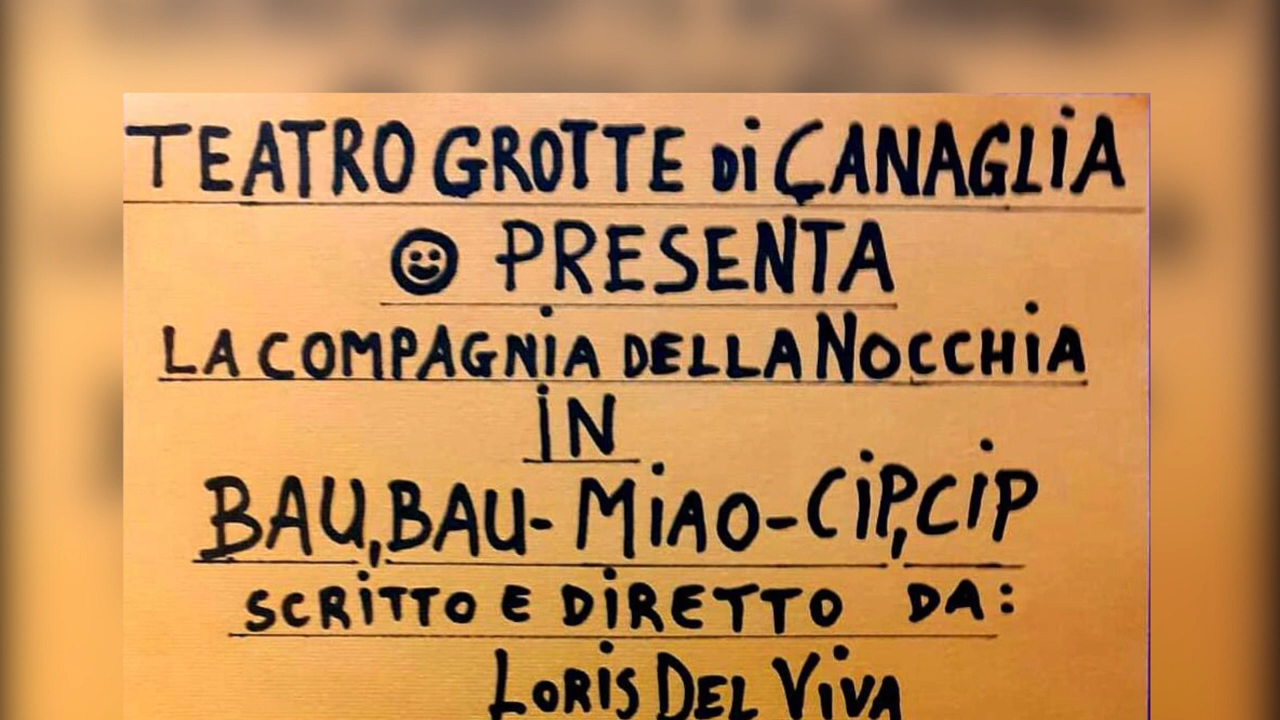 TEATRO GROTTE Di CANAGLiA
PRESENTA
LA COMPAGNiA DELLA NOCCHiA
iN
BAU, BAU - MiAO - CiP, CiP
SCRiTTO E DiRETTO DA:
LORiS DEL ViVA